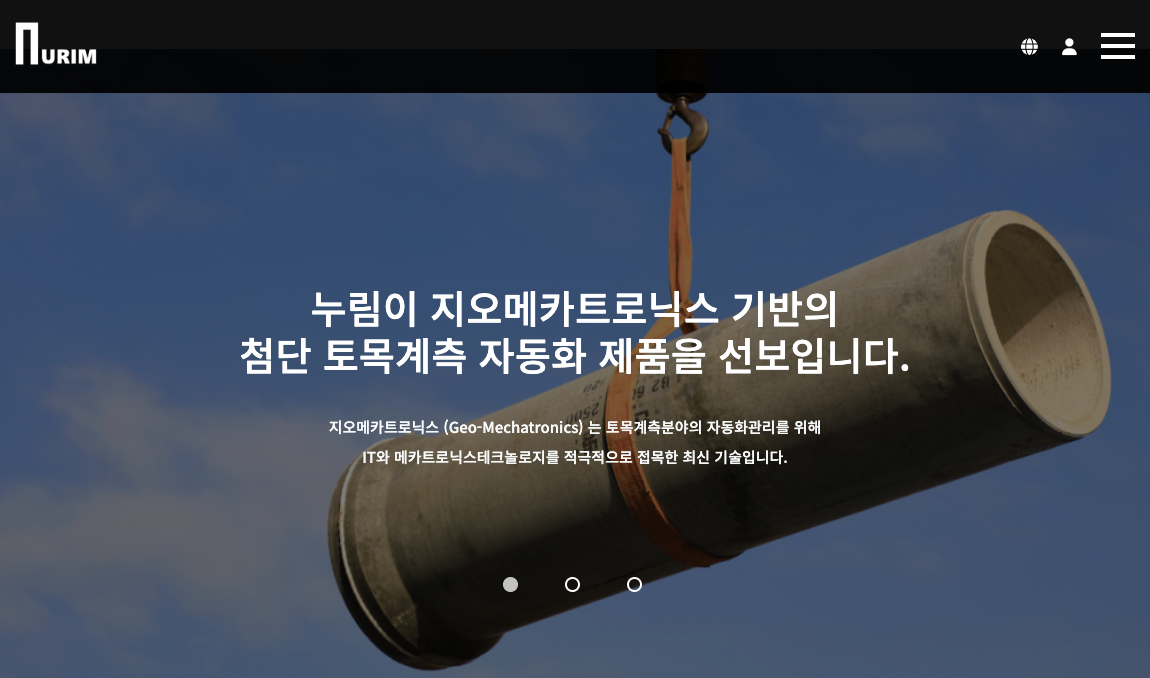 NURIM
누림이 지오메카트로닉스 기반의
첨단 토목계측 자동화 제품을 선보입니다.
지오메카트로닉스 (Geo-Mechatronics) 는 토목계측분야의 자동화관리를 위해
IT와 메카트로닉스테크놀로지를 적극적으로 접목한 최신 기술입니다.